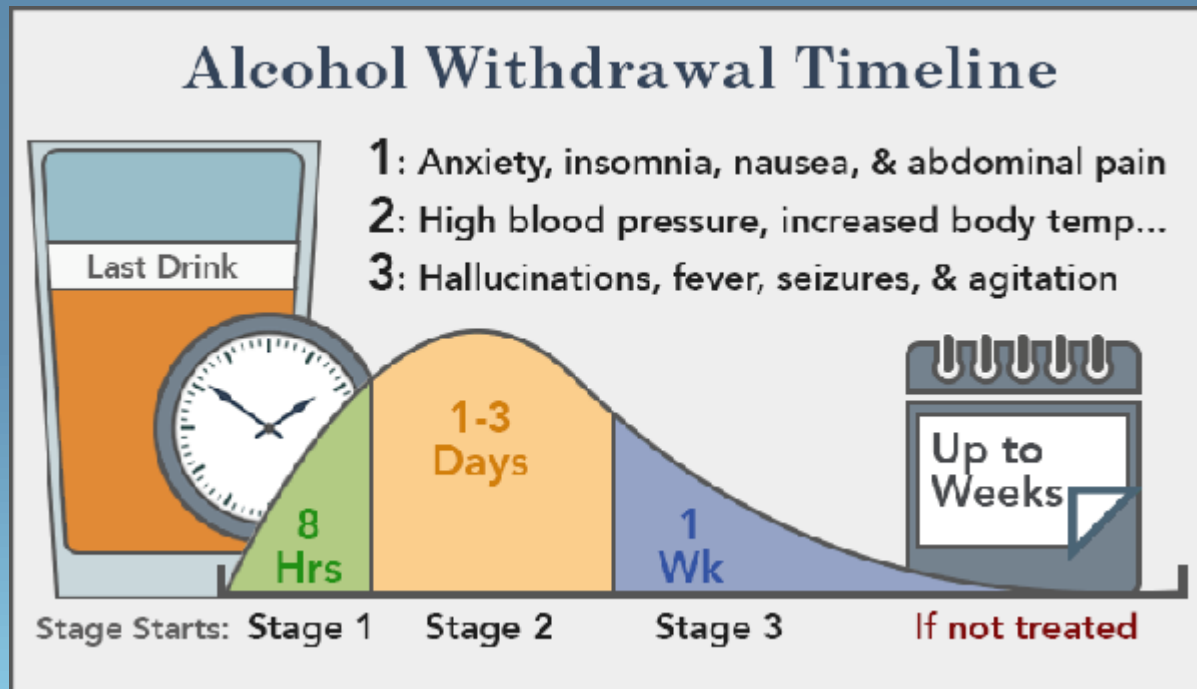 Alcohol Withdrawal Timeline
1: Anxiety, insomnia, nausea, & abdominal pain
2: High blood pressure, increased body temp...
3: Hallucinations, fever, seizures, & agitation
Last Drink
8
Hrs
1-3
Days
1
Wk
Up to
Weeks
Stage Starts: Stage 1 Stage 2 Stage 3 If not treated